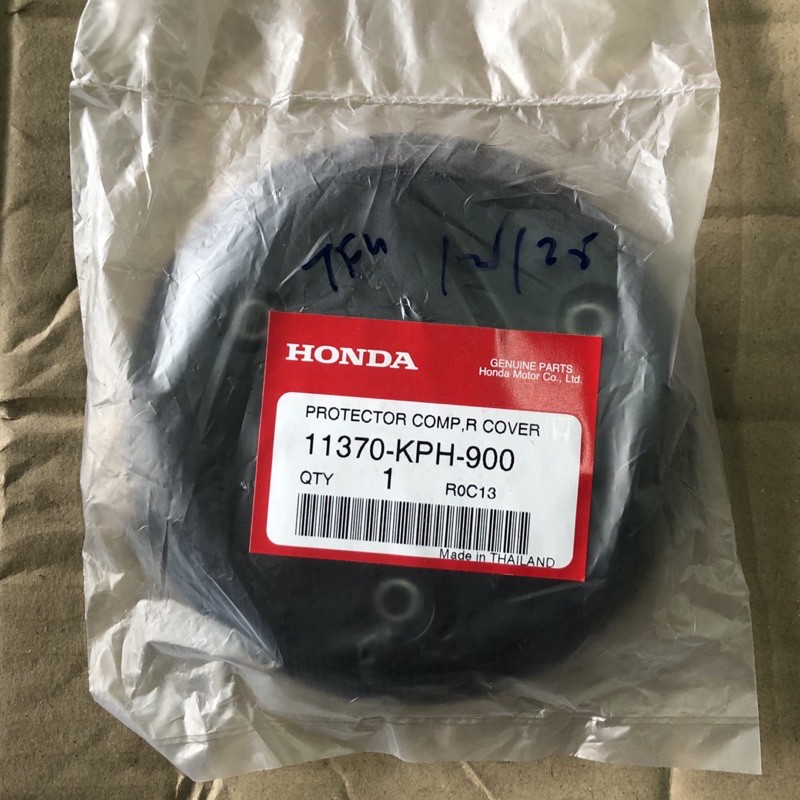 HONDA
GENUINE PARTS
Honda Motor Co., Ltd.
PROTECTOR COMP,R COVER
11370-KPH-900
QTY 1 R0C13
Made in THAILAND